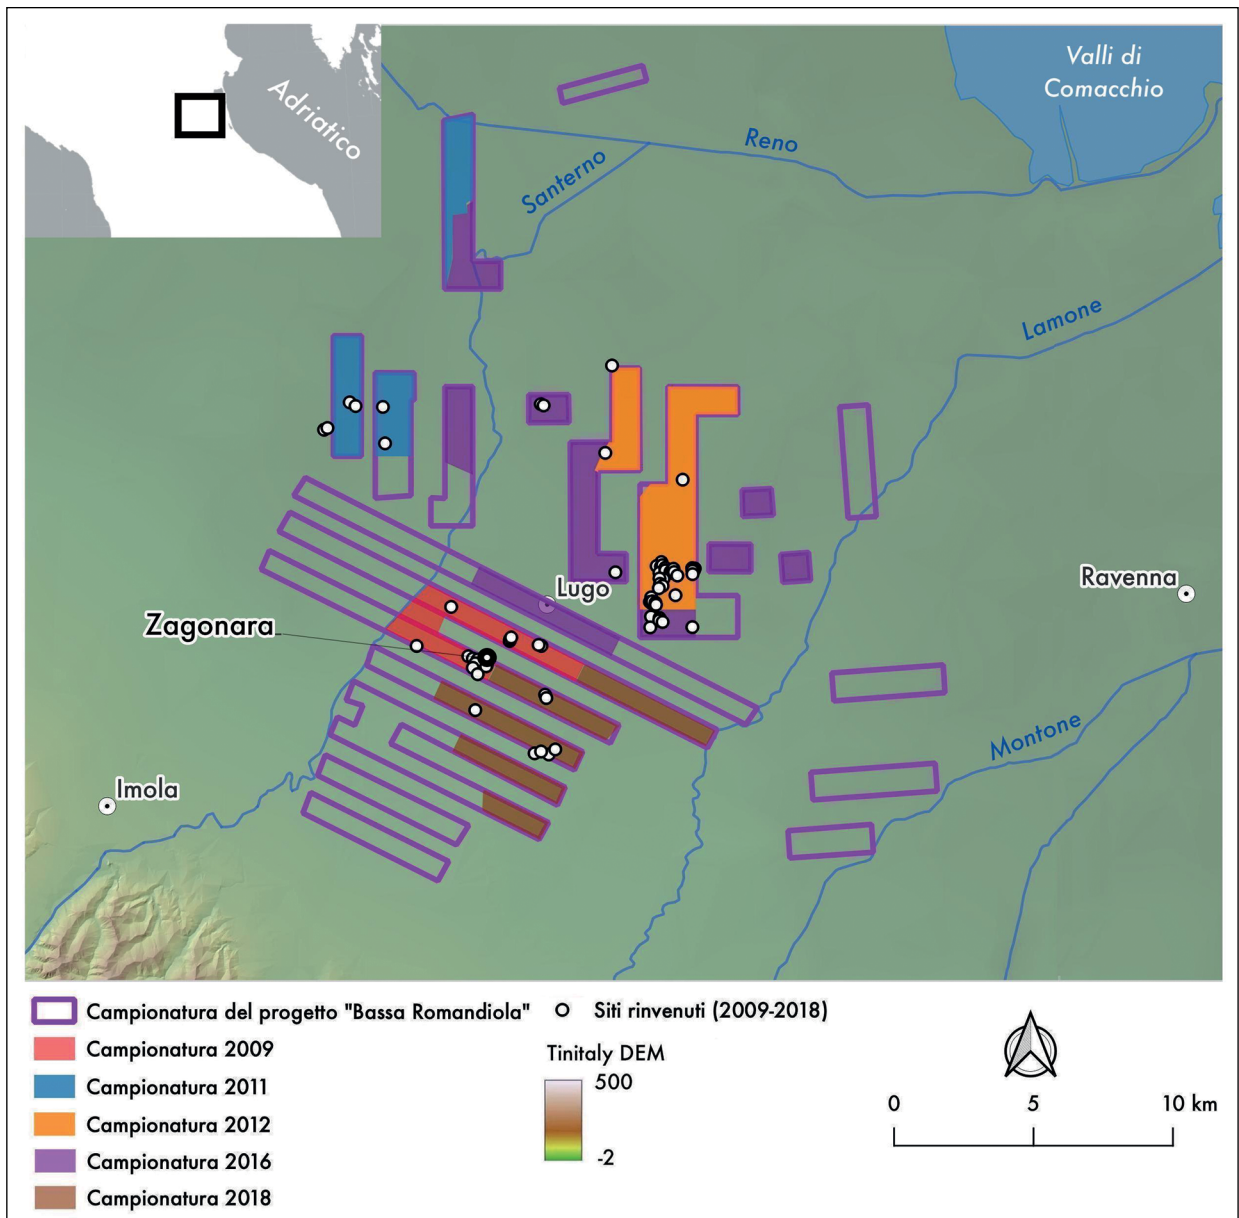 Adriatico
Valli di
Comacchio
Reno
Santerno
Lamone
Lugo
Ravenna
Zagonara
Montone
Imola
Campionatura del progetto "Bassa Romandiola"
Campionatura 2009
Campionatura 2011
Campionatura 2012
Campionatura 2016
Campionatura 2018
Siti rinvenuti (2009-2018)
Tinitaly DEM
500
-2
0 5 10 km